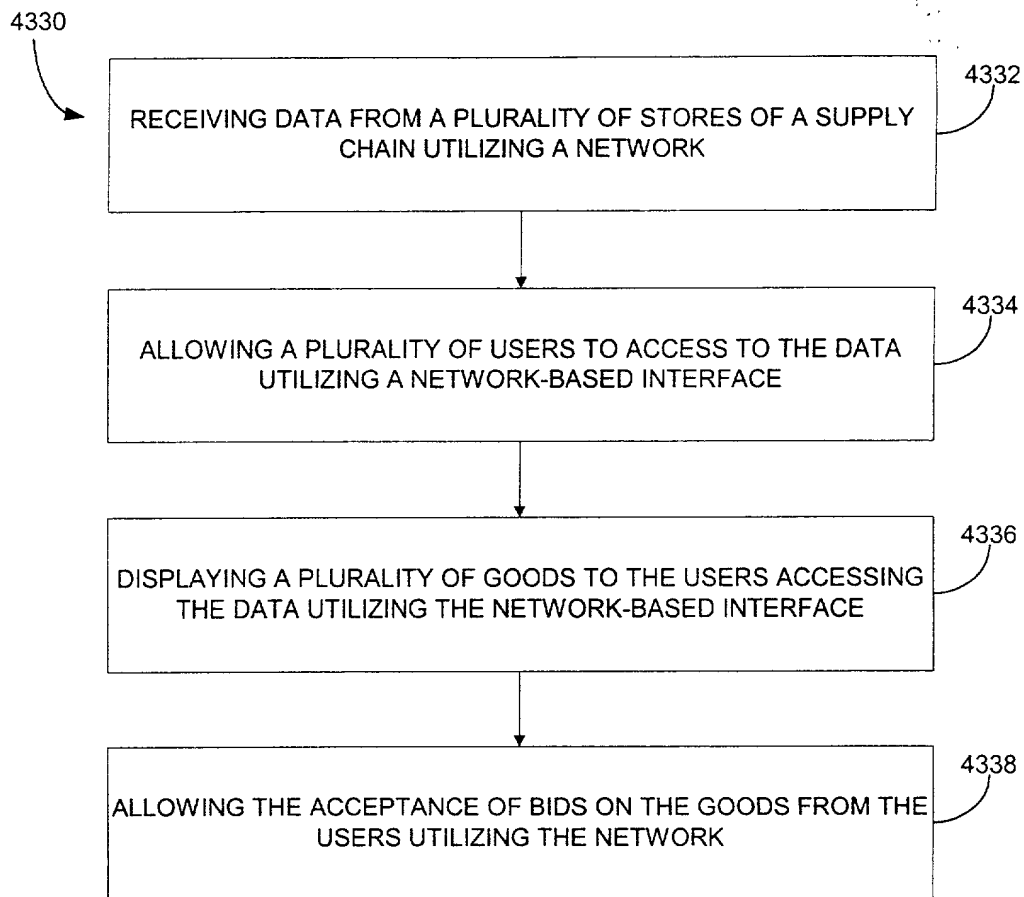 4330
4332
RECEIVING DATA FROM A PLURALITY OF STORES OF A SUPPLY
CHAIN UTILIZING A NETWORK
4334
ALLOWING A PLURALITY OF USERS TO ACCESS TO THE DATA
UTILIZING A NETWORK-BASED INTERFACE
4336
DISPLAYING A PLURALITY OF GOODS TO THE USERS ACCESSING
THE DATA UTILIZING THE NETWORK-BASED INTERFACE
4338
ALLOWING THE ACCEPTANCE OF BIDS ON THE GOODS FROM THE
USERS UTILIZING THE NETWORK